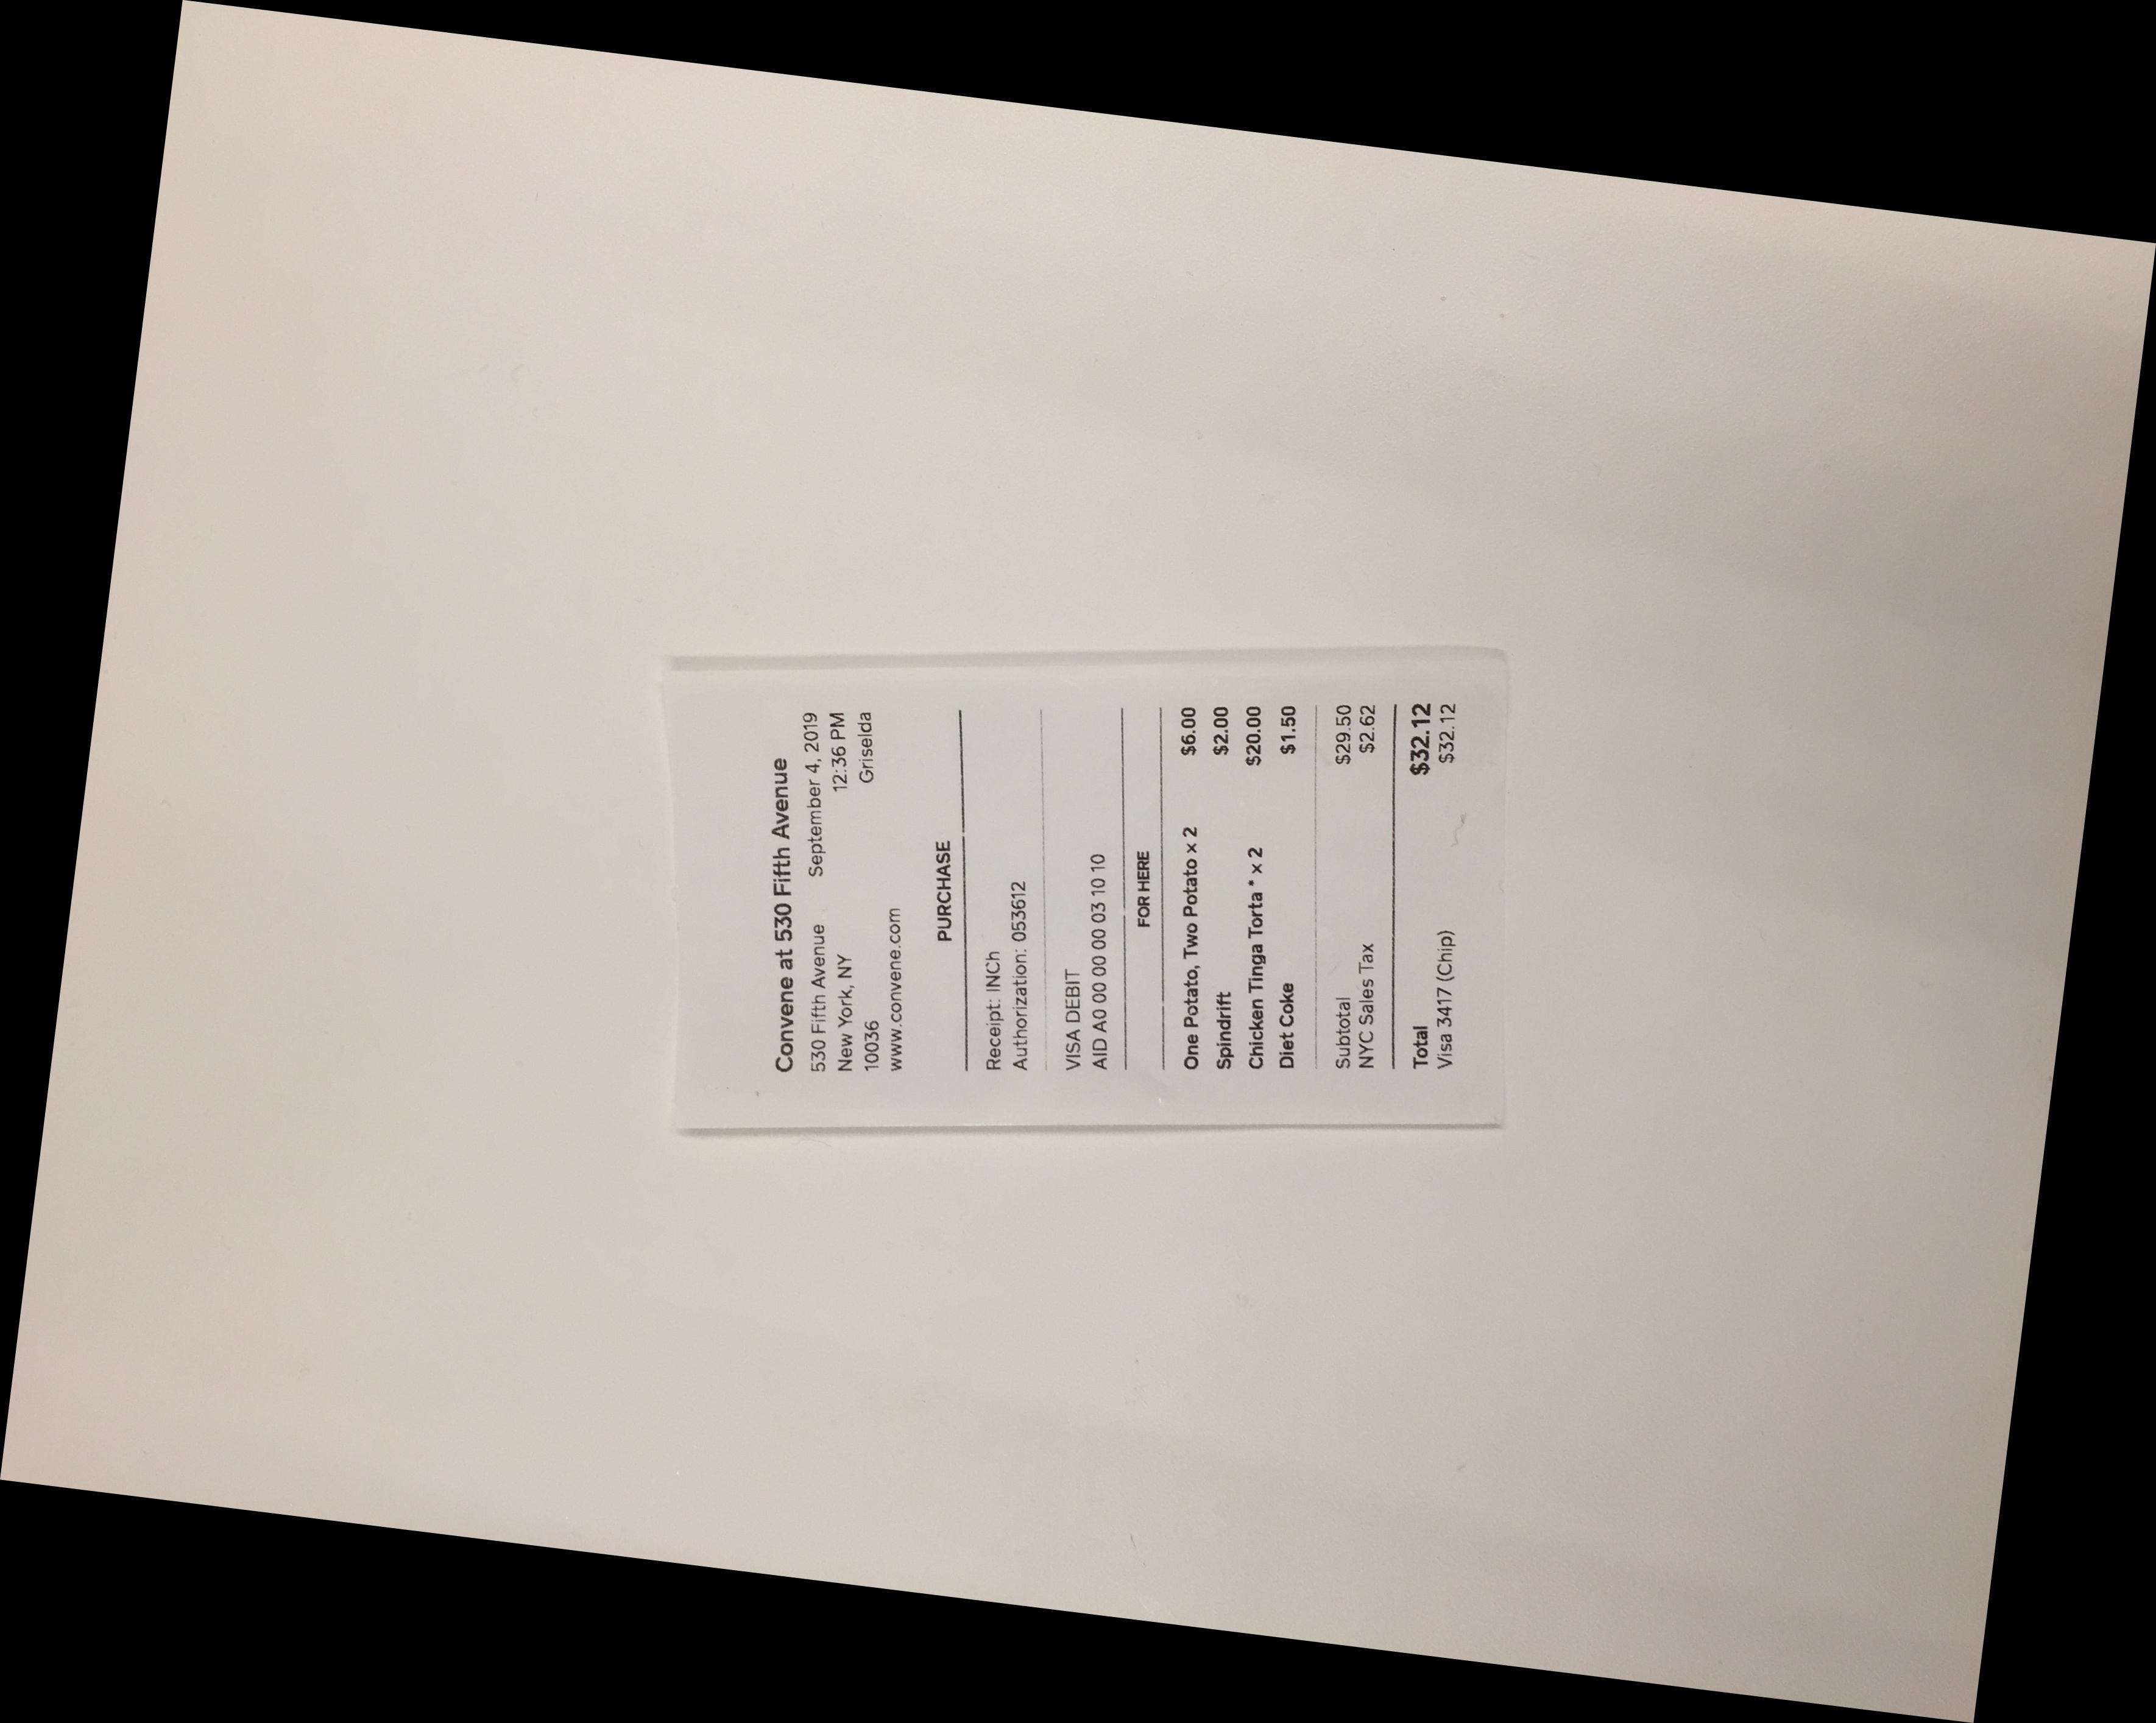 Convene at 530 Fifth Avenue
530 Fifth Avenue September 4, 2019
New York, NY 12:36 PM
10036 Griselda
www.convene.com
PURCHASE
Receipt: INCh
Authorization: 053612
VISA DEBIT
AID A0 00 00 00 03 10 10
FOR HERE
One Potato, Two Potato x 2 $6.00
Spindrift $2.00
Chicken Tinga Torta * x 2 $20.00
Diet Coke $1.50
Subtotal $29.50
NYC Sales Tax $2.62
Total $32.12
Visa 3417 (Chip) $32.12